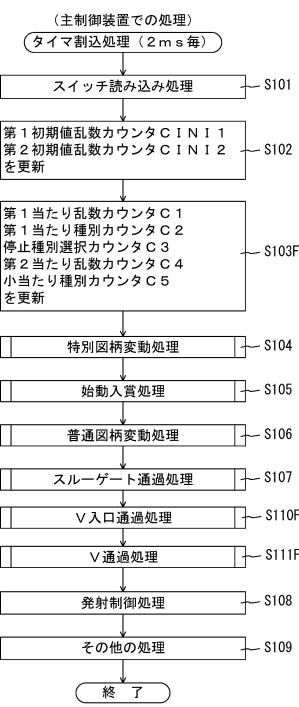 (主制御装置での処理)
タイマ割込処理(2ms毎)
スイッチ読み込み処理
S101
第1初期値乱数カウンタCINI1
第2初期値乱数カウンタCINI2
を更新
S102
第1当たり乱数カウンタC1
第1当たり種別カウンタC2
停止種別選択カウンタC3
第2当たり乱数カウンタC4
小当たり種別カウンタC5
を更新
S103F
特別図柄変動処理
S104
始動入賞処理
S105
普通図柄変動処理
S106
スルーゲート通過処理
S107
V入口通過処理
S110F
V通過処理
S111F
発射制御処理
S108
その他の処理
S109
終 了